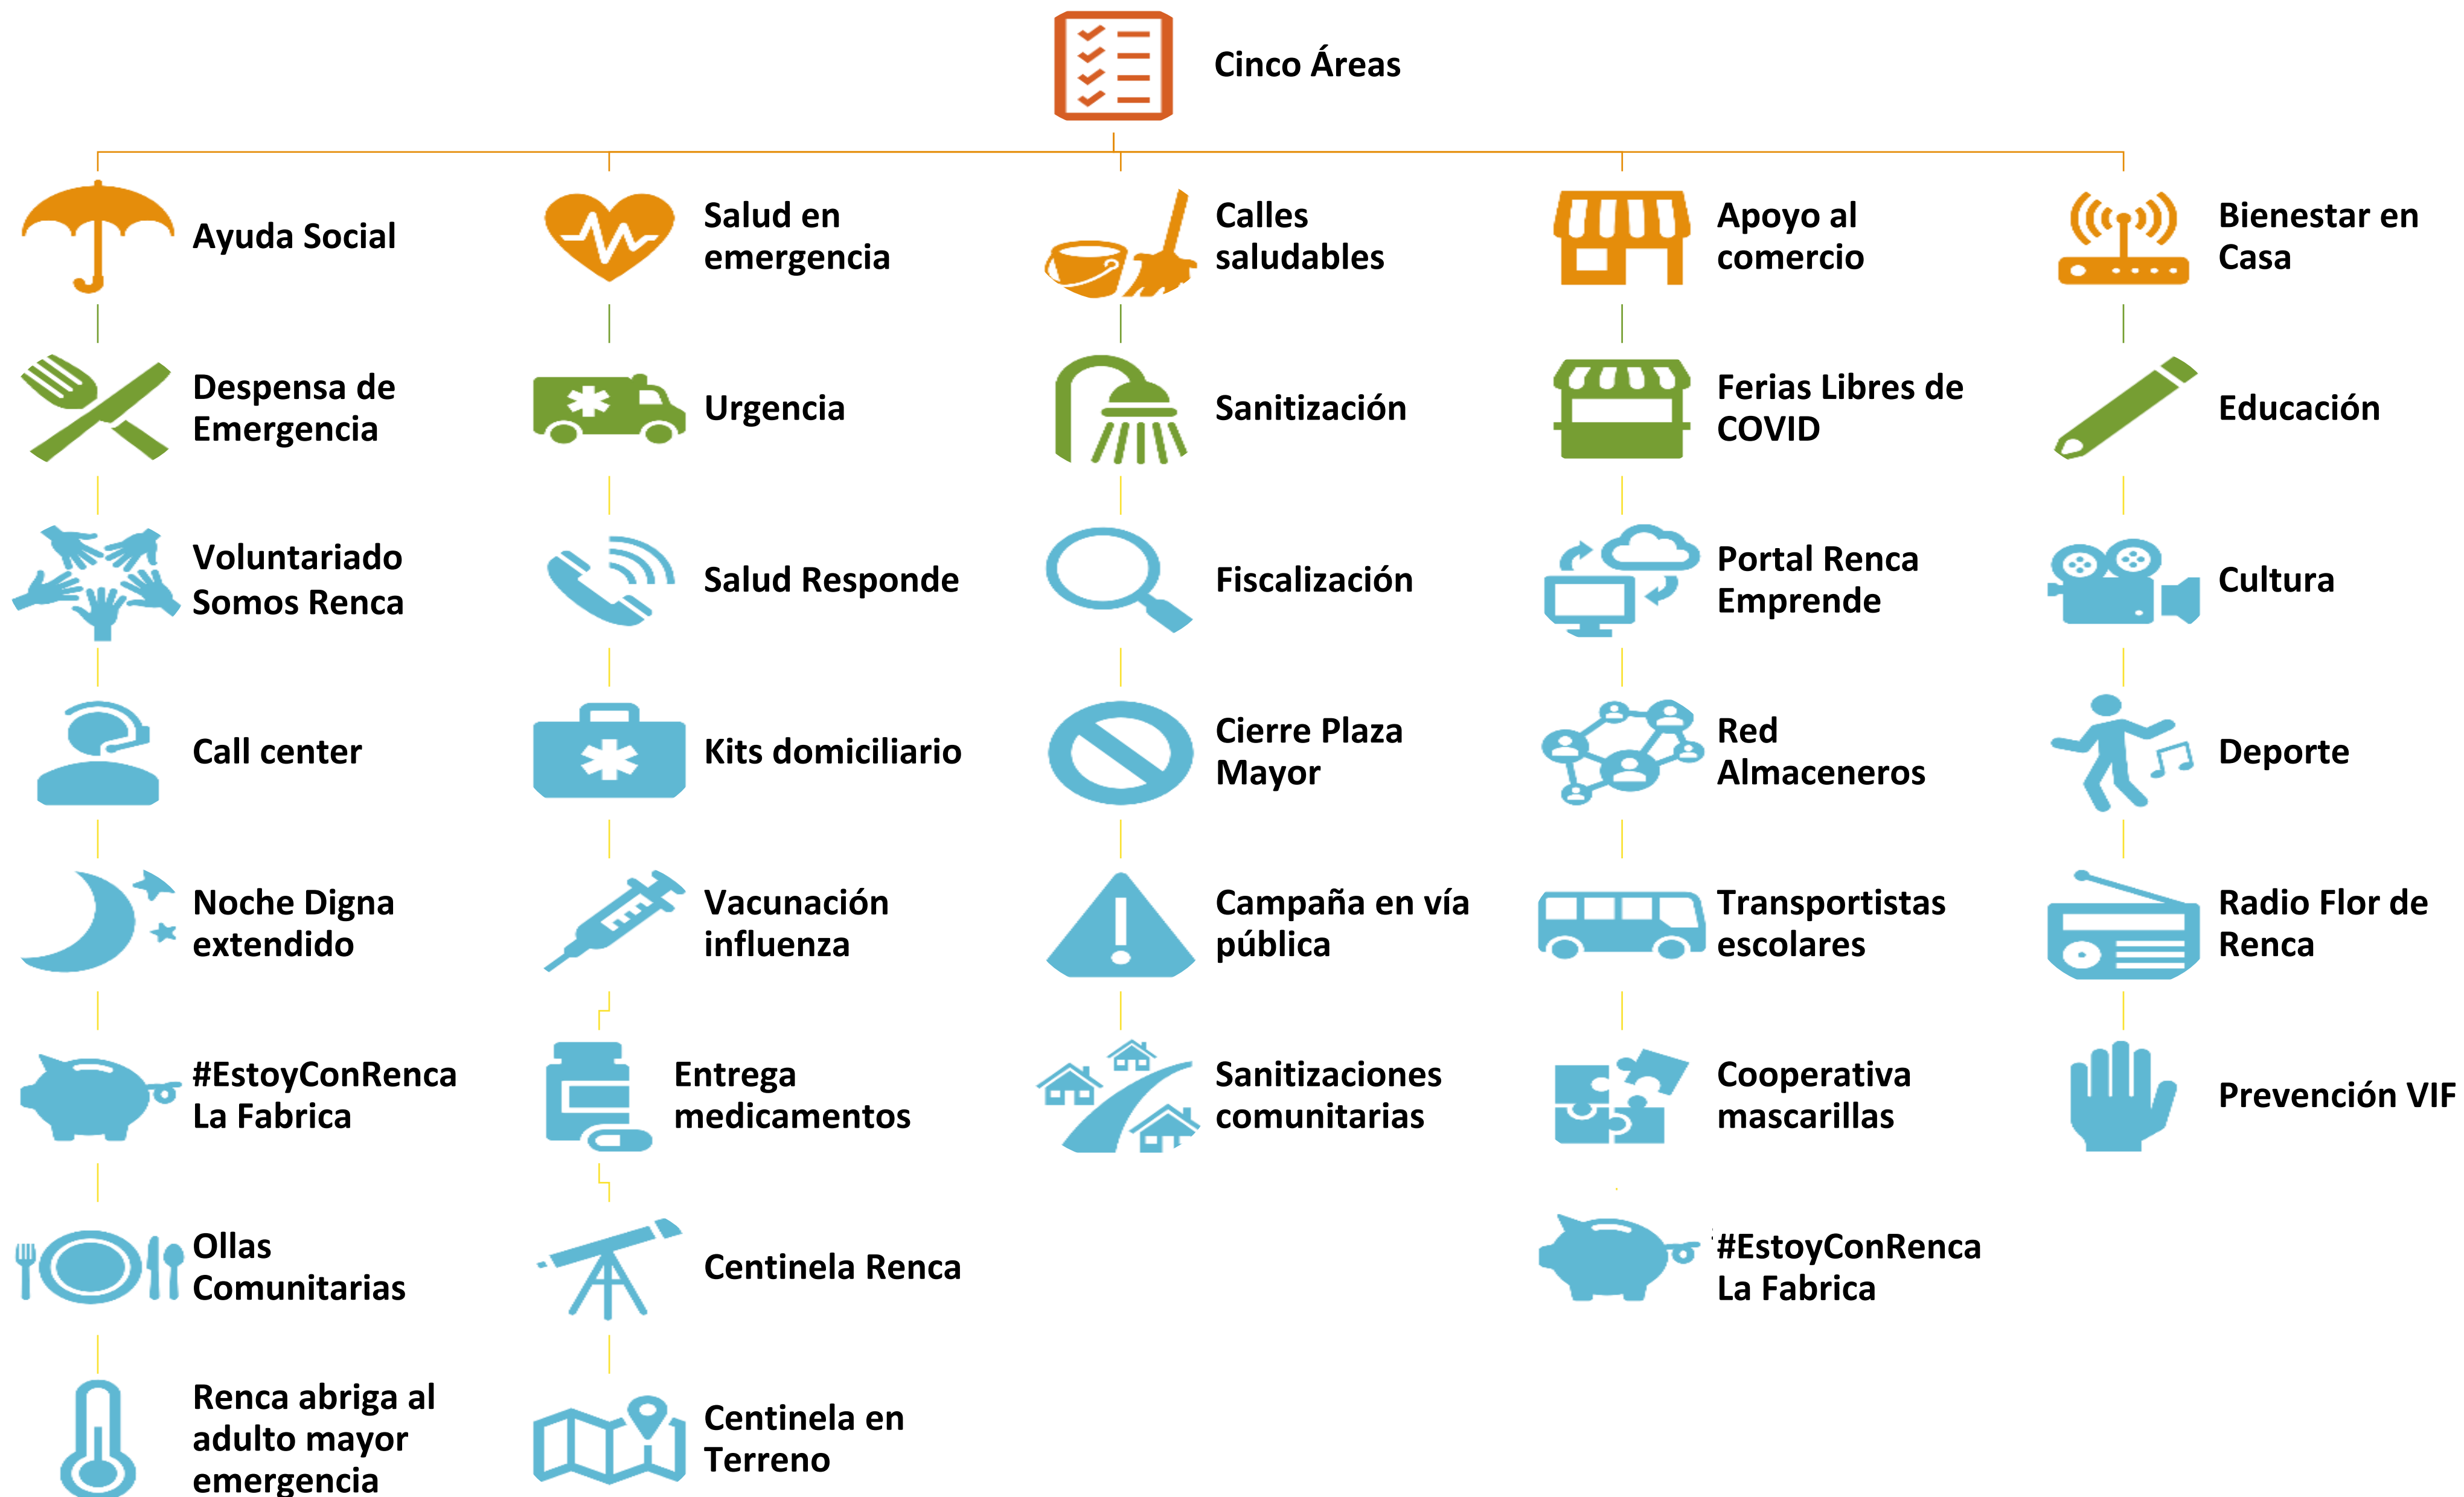 Cinco Áreas
Ayuda Social
Salud en
emergencia
Calles
saludables
Apoyo al
comercio
Bienestar en
Casa
Despensa de
Emergencia
Urgencia
Sanitización
Ferias Libres de
COVID
Educación
Voluntariado
Somos Renca
Salud Responde
Fiscalización
Portal Renca
Emprende
Cultura
Call center
Kits domiciliario
Cierre Plaza
Mayor
Red
Almaceneros
Deporte
Noche Digna
extendido
Vacunación
influenza
Campaña en vía
pública
Transportistas
escolares
Radio Flor de
Renca
#EstoyConRenca
La Fabrica
Entrega
medicamentos
Sanitizaciones
comunitarias
Cooperativa
mascarillas
Prevención VIF
Ollas
Comunitarias
Centinela Renca
#EstoyConRenca
La Fabrica
Renca abriga al
adulto mayor
emergencia
Centinela en
Terreno